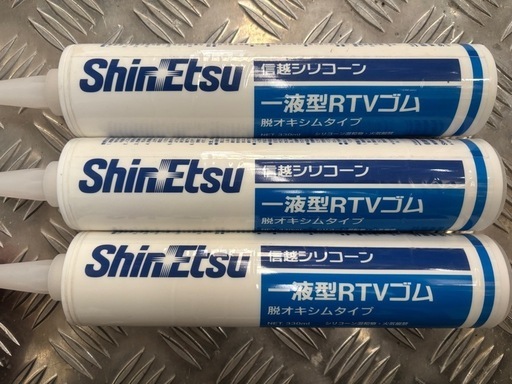 ShinEtsu
信越シリコーン
一液型RTVゴム
脱オキシムタイプ
ShinEtsu
信越シリコーン
一液型RTVゴム
脱オキシムタイプ
ShinEtsu
信越シリコーン
液型RTVゴム
脱オキシムタイプ
NET 330ml